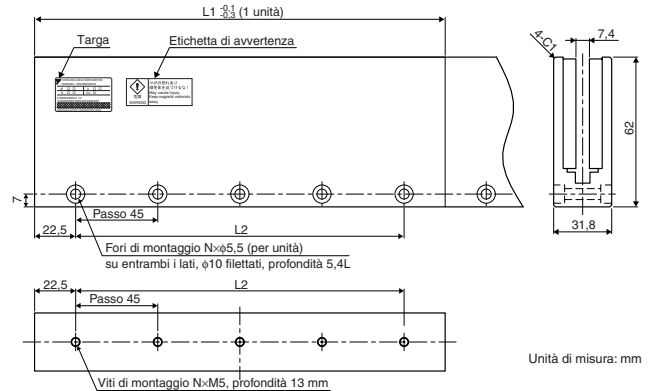 L1 -0,1 -0,3 (1 unità)
Targa
Etichetta di avvertenza
4-C1
7,4
62
7
Passo 45
22,5
L2
31,8
Fori di montaggio N×φ5,5 (per unità)
su entrambi i lati, φ10 filettati, profondità 5,4L
22,5
L2
Passo 45
Viti di montaggio N×M5, profondità 13 mm
Unità di misura: mm